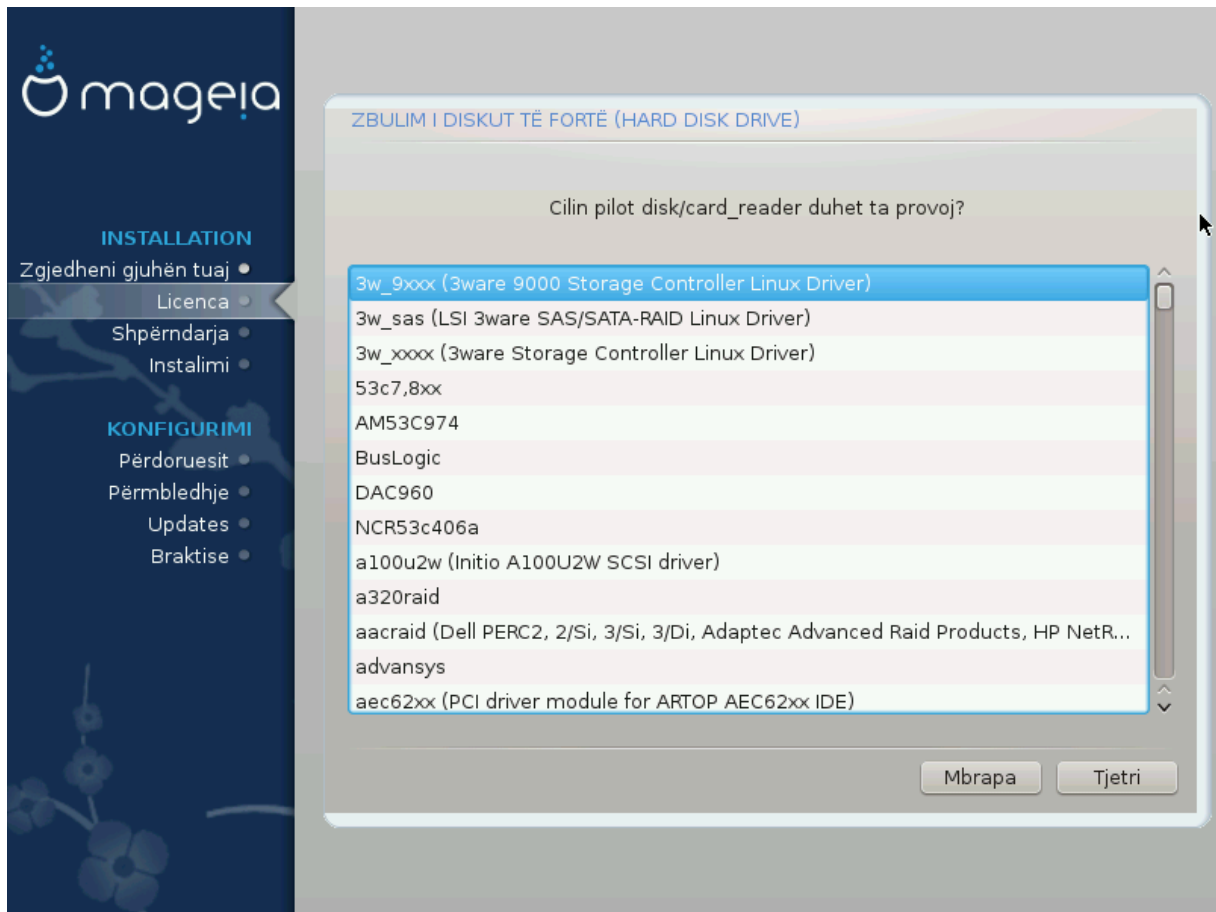 mageia
INSTALLATION
Zgjedheni gjuhën tuaj
Licenca
Shpërndarja
Instalimi
KONFIGURIMI
Përdoruesit
Përmbledhje
Updates
Braktise
ZBULIM I DISKUT TË FORTË (HARD DISK DRIVE)
Cilin pilot disk/card_reader duhet ta provoj?
3w_9xxx (3ware 9000 Storage Controller Linux Driver)
3w_sas (LSI 3ware SAS/SATA-RAID Linux Driver)
3w_xxxx (3ware Storage Controller Linux Driver)
53c7,8xx
AM53C974
BusLogic
DAC960
NCR53c406a
a100u2w (Initio A100U2W SCSI driver)
a320raid
aacraid (Dell PERC2, 2/Si, 3/Si, 3/Di, Adaptec Advanced Raid Products, HP NetR...
advansys
aec62xx (PCI driver module for ARTOP AEC62xx IDE)
Mbrapa
Tjetri